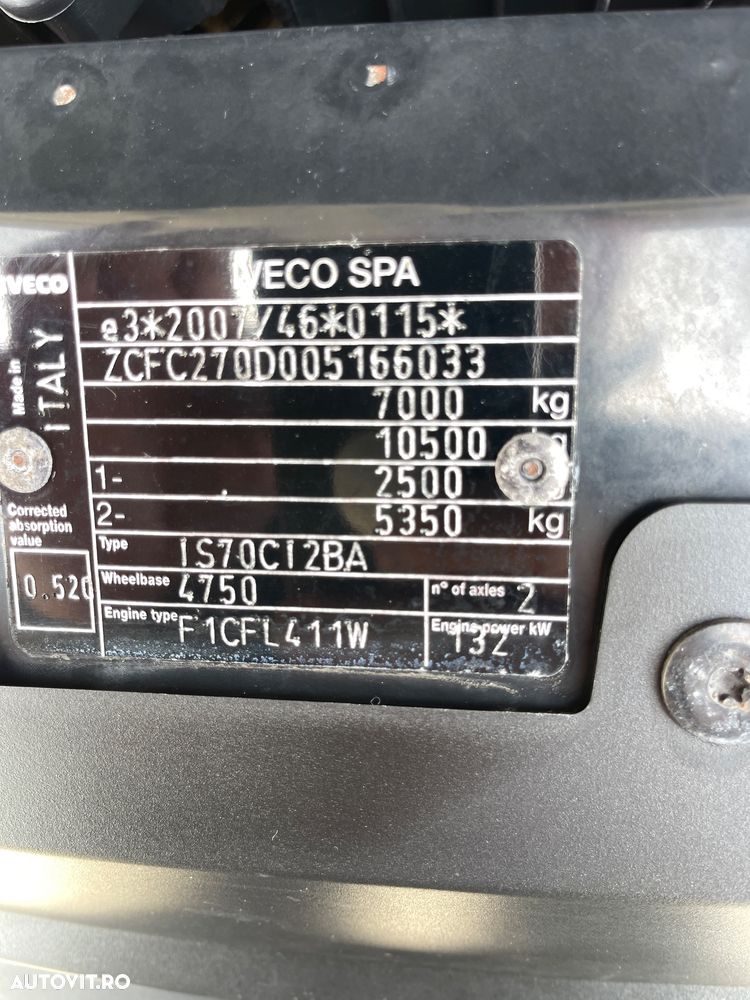 IVECO
VECO SPA
e3*2007/46*0115*
ZCFC270D005166033
7000 kg
10500
1- 2500
2- 5350 kg
Made in ITALY
Corrected
absorption
value
0.520
Type IS70CI2BA
Wheelbase 4750 n° of axles 2
Engine type F1CFL411W Engine power kW 132
AUTOVIT.RO